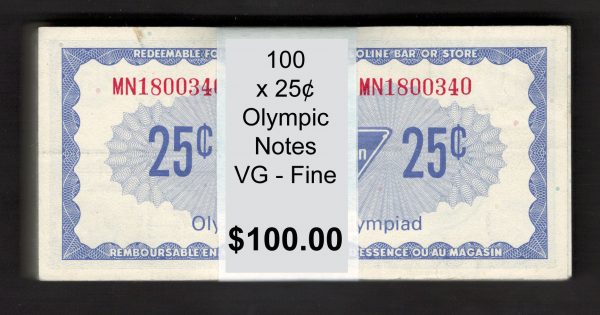 REDEEMABLE FO OLINE BAR OR STORE
MN1800340 MN1800340
100
x 25¢
Olympic
Notes
VG - Fine
$100.00
25¢ 25¢
Oly ympiad
REMBOURSABLE EN ESSENCE OU AU MAGASIN